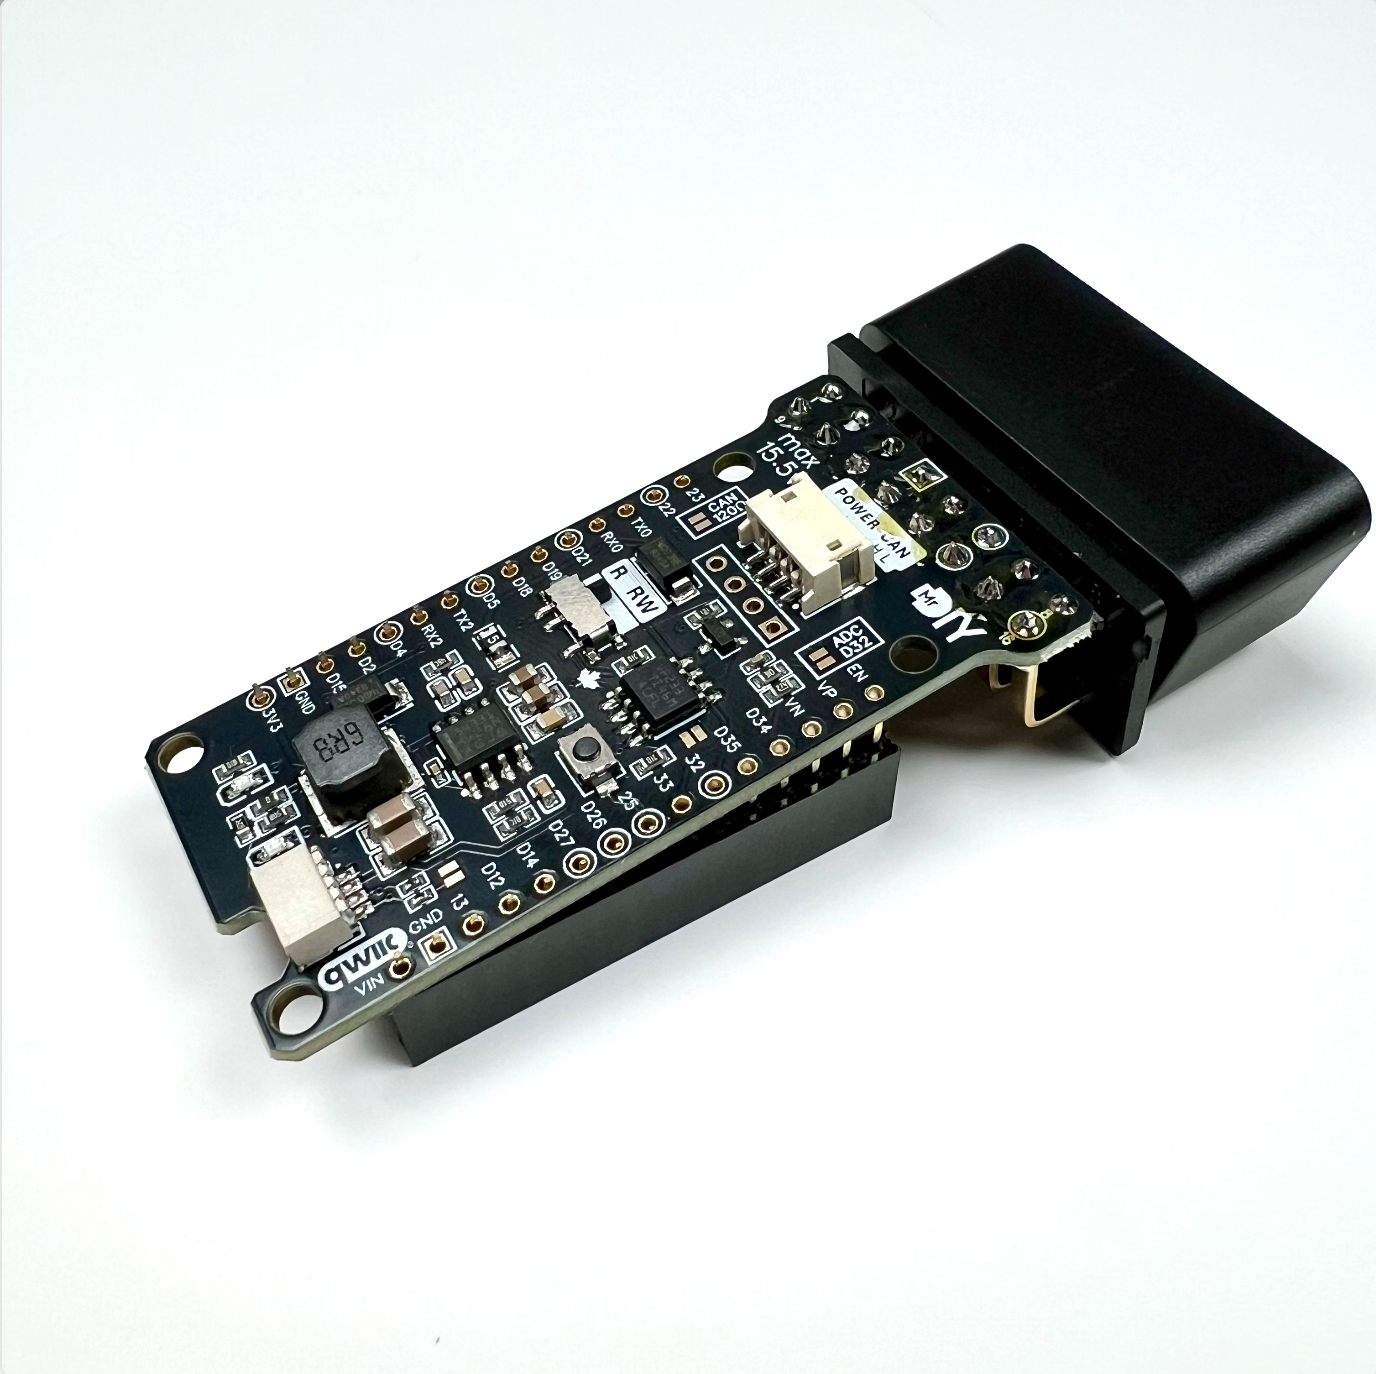 max
15.5
POWER CAN
H L
Mr
DIY
CAN
120Ω
23
22
TX0
RX0
D21
D19
D18
D5
TX2
RX2
D4
D2
D15
GND
3V3
R
RW
ADC
D32
EN
VP
VN
D34
D35
32
33
25
D26
D27
D14
D12
13
GND
VIN
qwiic
6R8